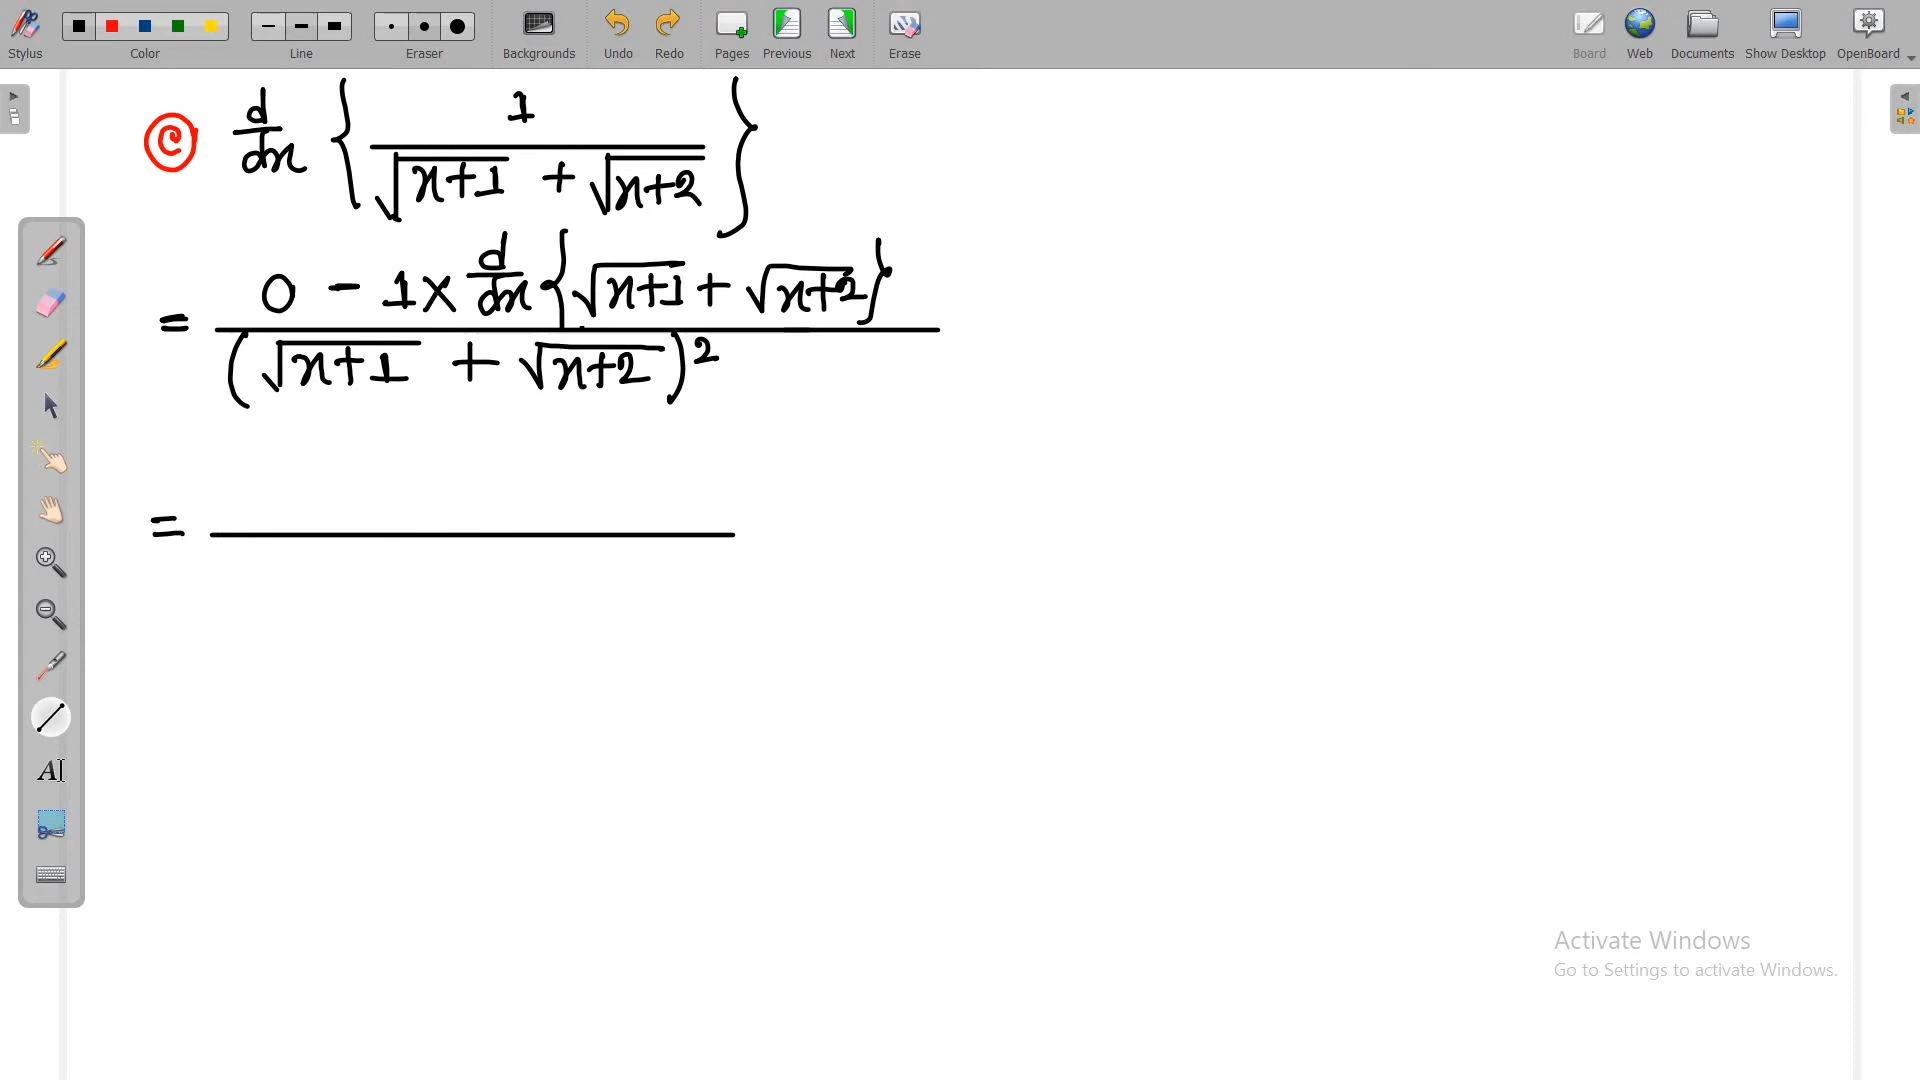 Stylus Color Line Eraser Backgrounds Undo Redo Pages Previous Next Erase Board Web Documents Show Desktop OpenBoard
ⓒ d/dx { 1 / (√(x+1) + √(x+2)) }
= (0 - 1 × d/dx {√(x+1) + √(x+2)}) / (√(x+1) + √(x+2))²
=
Activate Windows
Go to Settings to activate Windows.